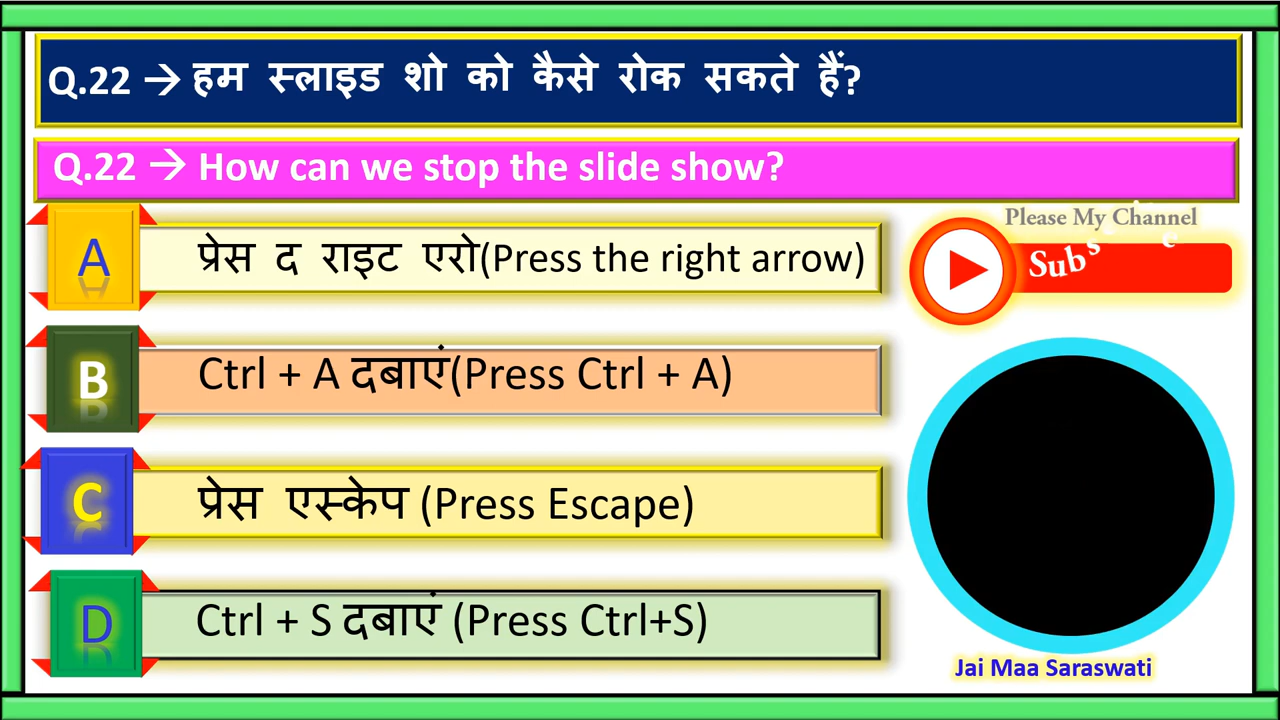 Q.22 → हम स्लाइड शो को कैसे रोक सकते हैं?
Q.22 → How can we stop the slide show?
A प्रेस द राइट एरो(Press the right arrow)
B Ctrl + A दबाएं(Press Ctrl + A)
C प्रेस एस्केप (Press Escape)
D Ctrl + S दबाएं (Press Ctrl+S)
Please My Channel
Subs e
Jai Maa Saraswati